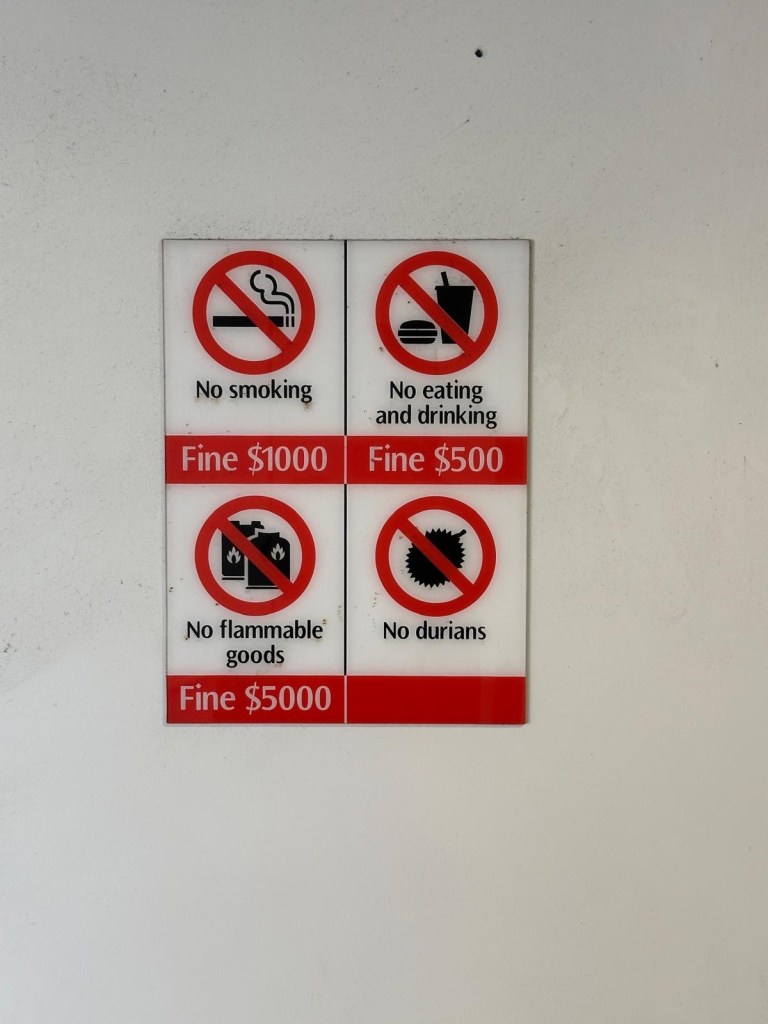 No smoking
No eating
and drinking
Fine $1000
Fine $500
No flammable
goods
No durians
Fine $5000